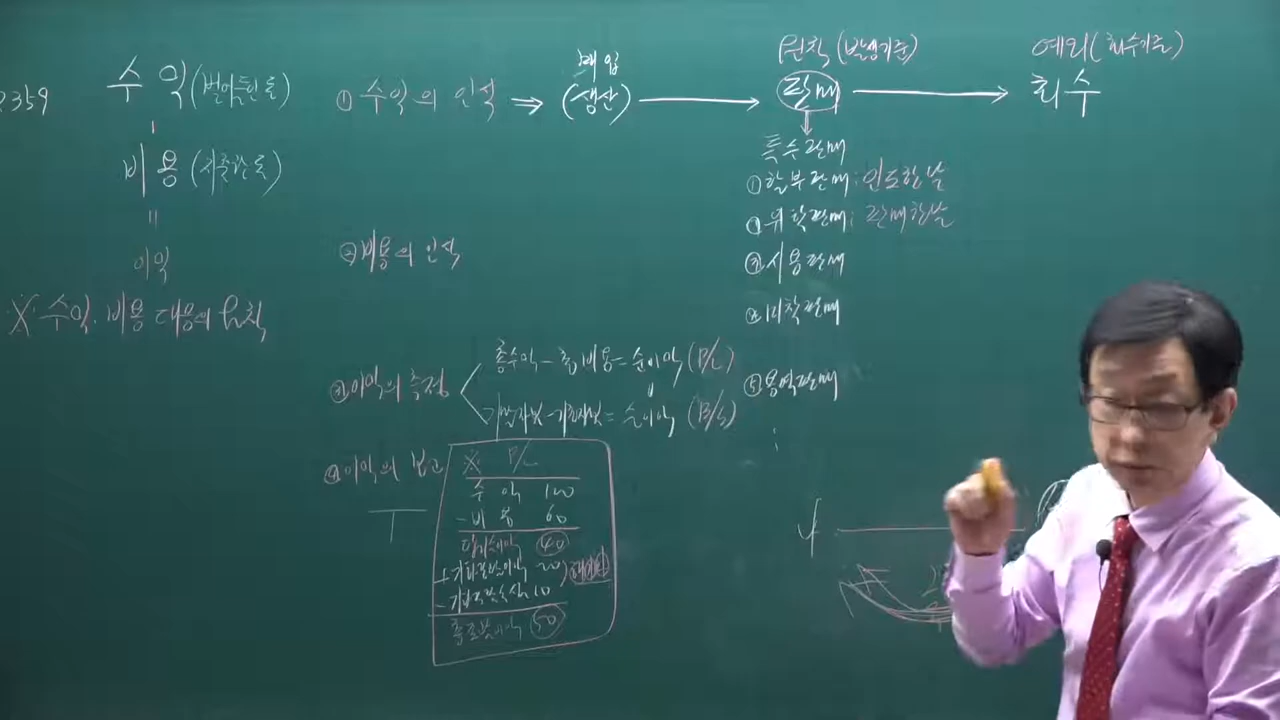 2359
수익(벌어들인 돈)
-
비용(지출한 돈)
=
이익
※ 수익·비용 대응의 원칙
① 수익의 인식 ⇒ 매입(생산) → 판매 → 회수
원칙(발생기준)
예외(회수기준)
특수판매
① 할부판매: 인도한날
② 위탁판매: 판매한날
③ 시용판매
④ 미착판매
⑤ 용역판매
⋮
② 비용의 인식
③ 이익의 측정
총수익 - 총비용 = 순이익 (P/L)
기말자본 - 기초자본 = 순이익 (B/S)
④ 이익의 보고
※ P/L
수익 100
- 비용 60
당기순이익 40
+ 기타포괄이익 20
- 기타포괄손실 10
총포괄이익 50